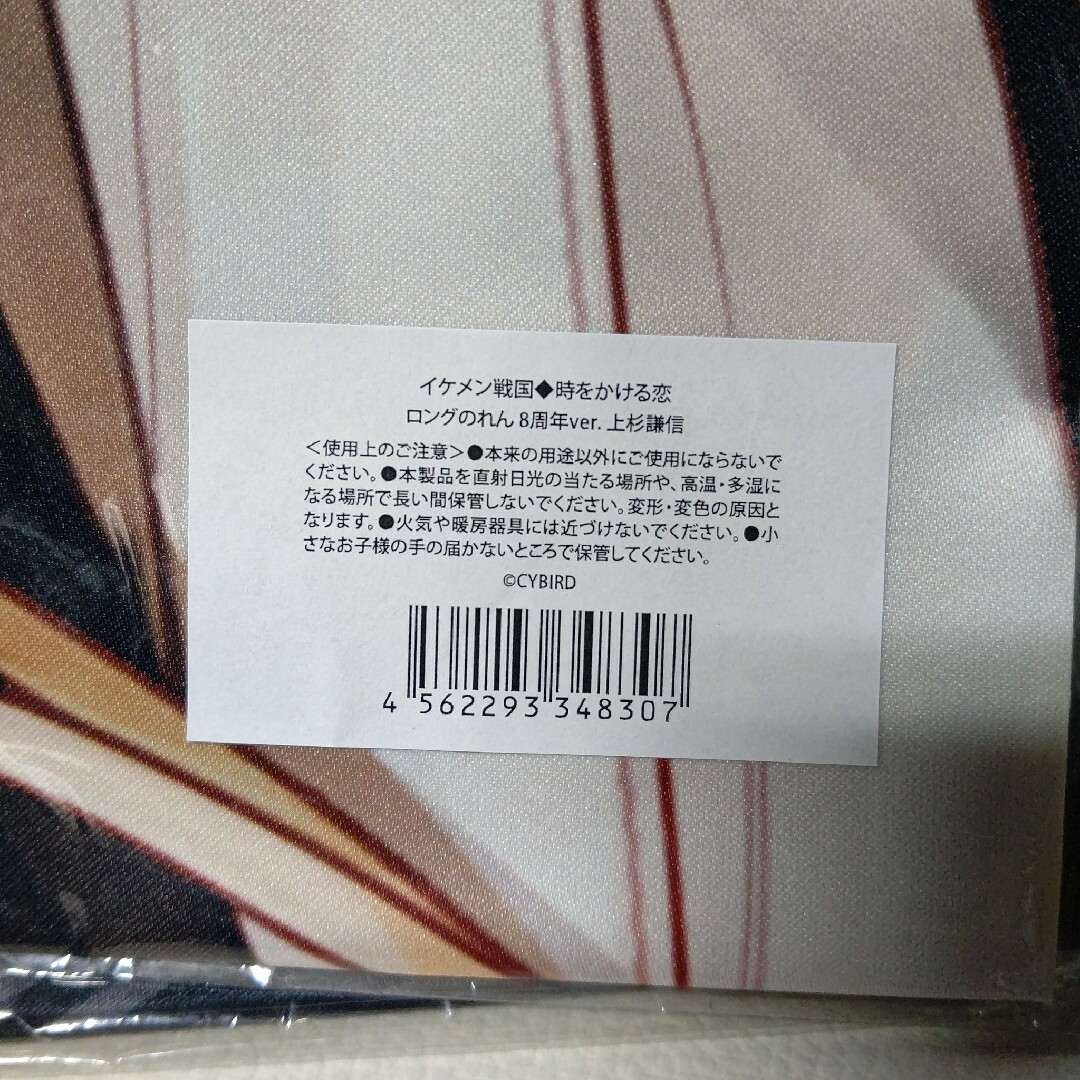 イケメン戦国◆時をかける恋
ロングのれん 8周年ver. 上杉謙信
＜使用上のご注意＞●本来の用途以外にご使用にならないで
ください。●本製品を直射日光の当たる場所や、高温・多湿に
なる場所で長い間保管しないでください。変形・変色の原因と
なります。●火気や暖房器具には近づけないでください。●小
さなお子様の手の届かないところで保管してください。
©CYBIRD
4 562293 348307